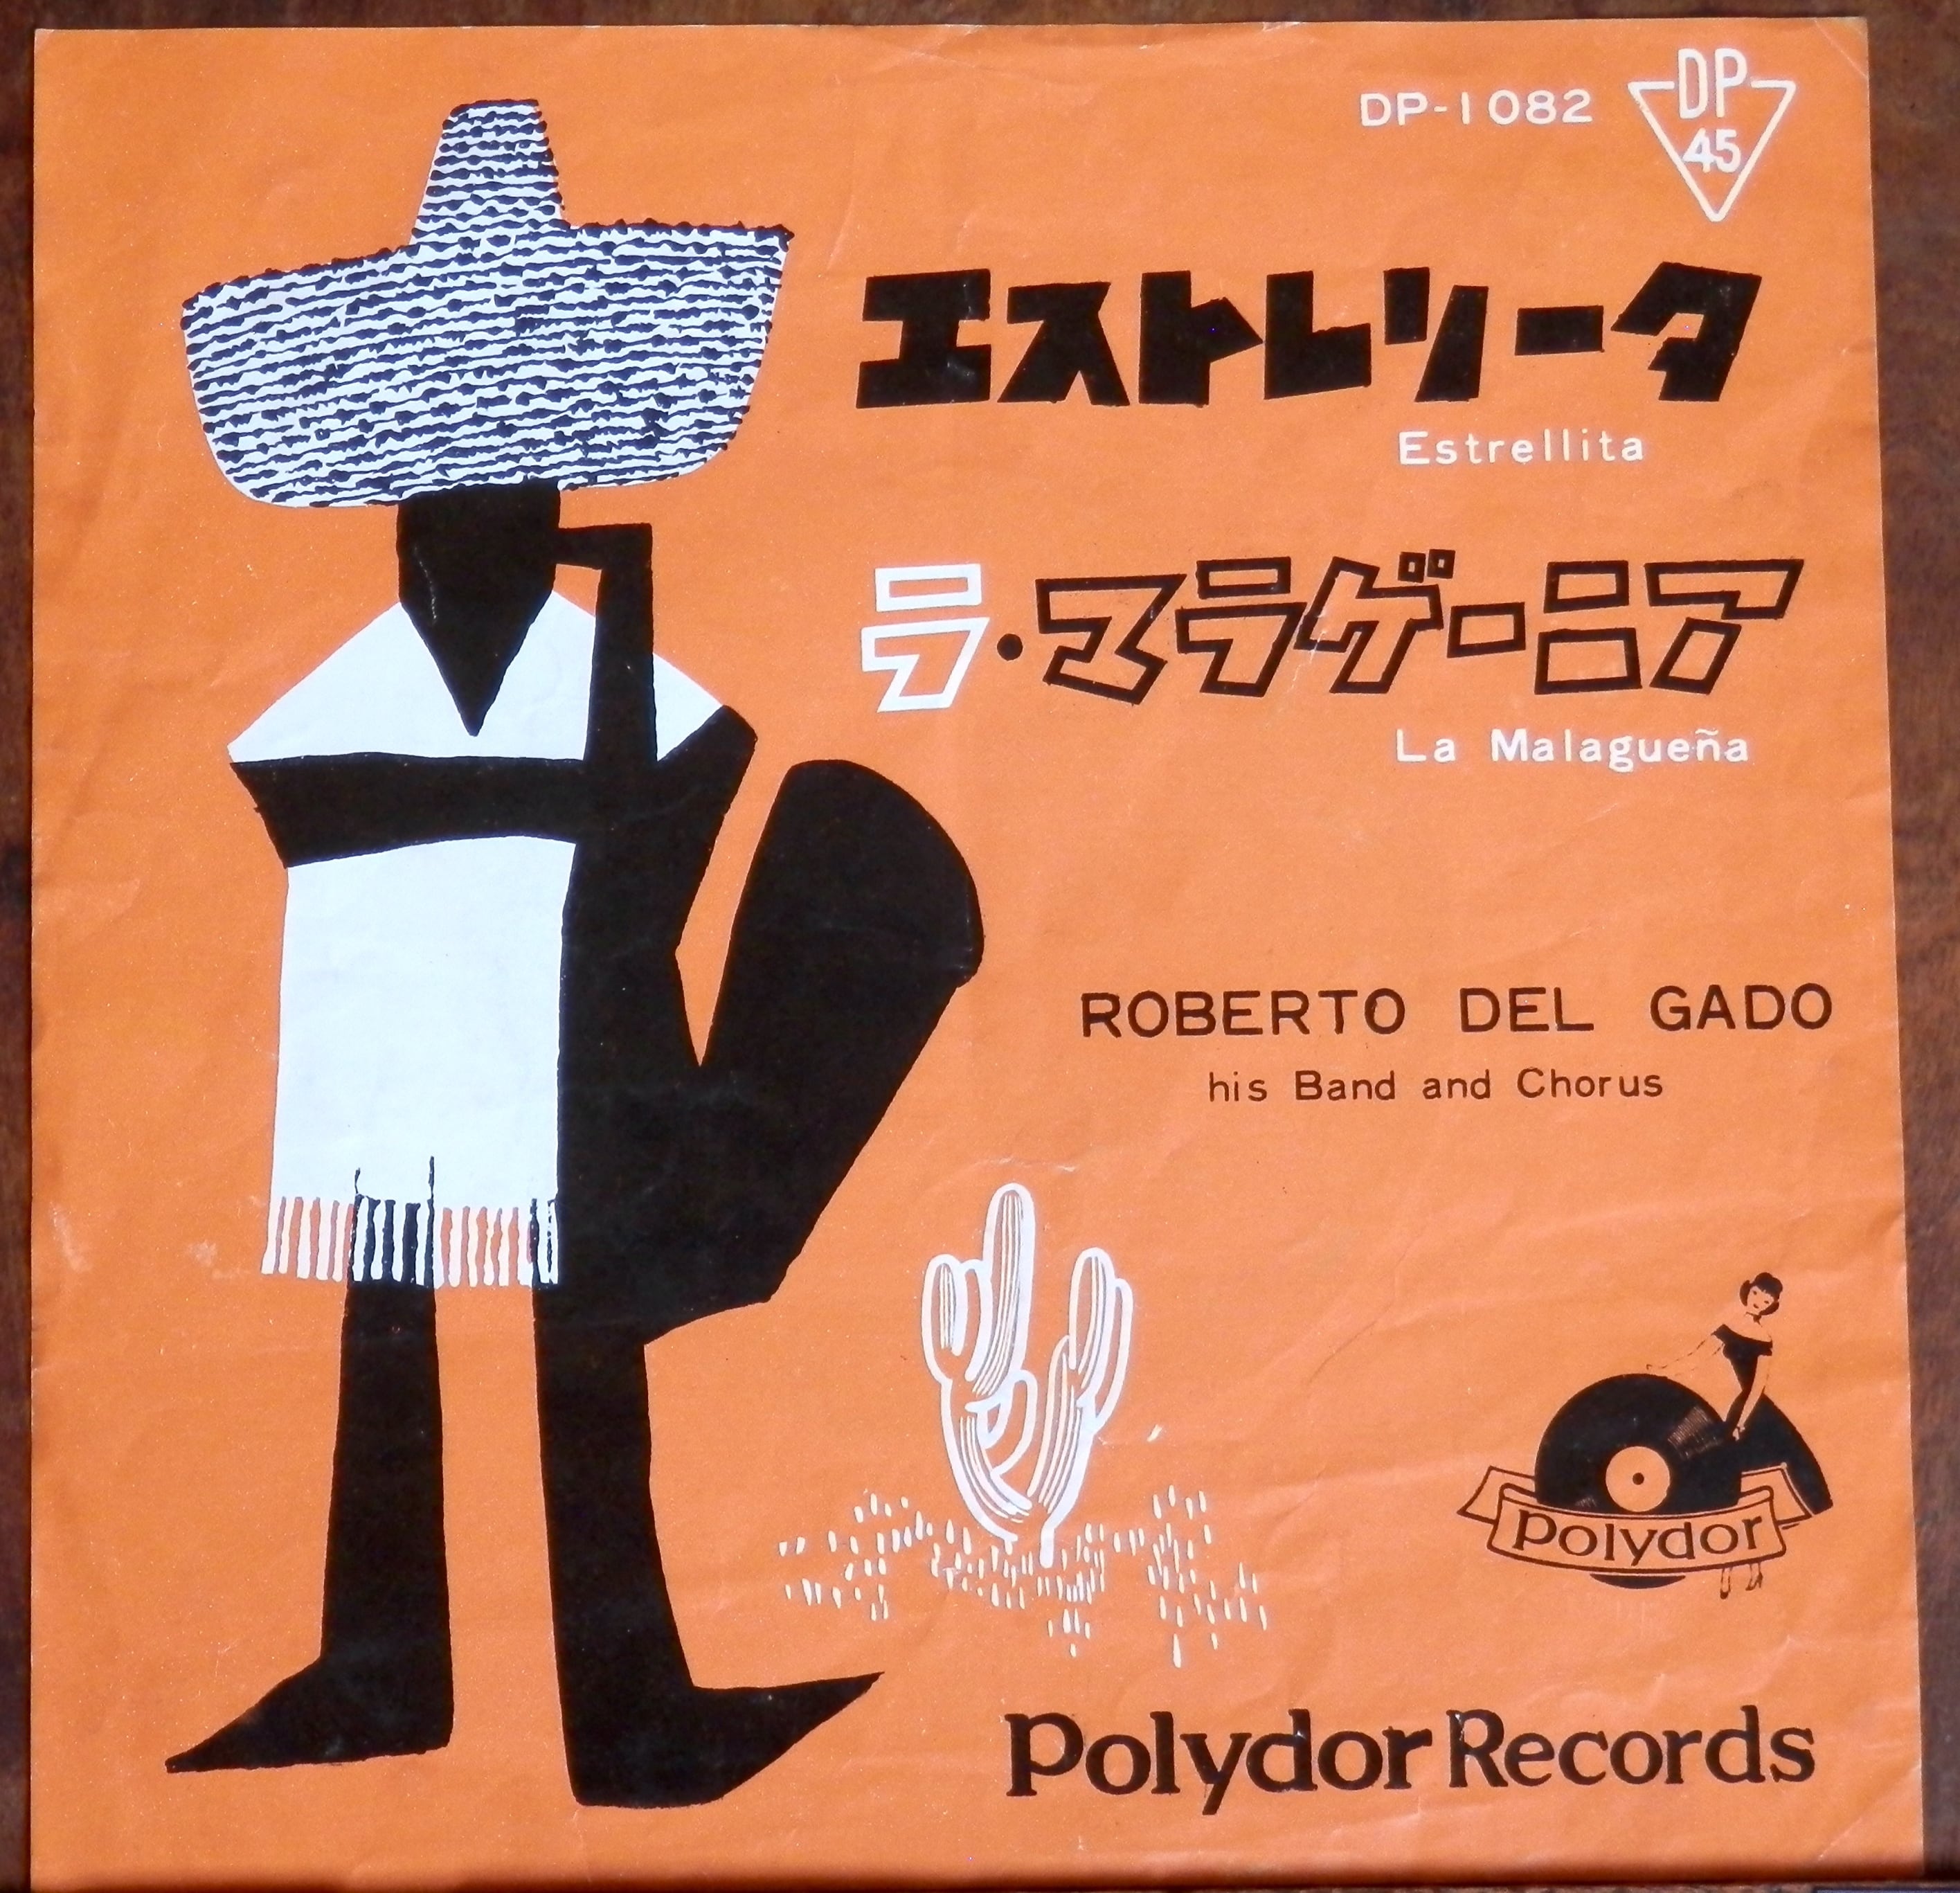 DP-1082
DP
45
エストレリータ
Estrellita
ラ・マラゲーニア
La Malagueña
ROBERTO DEL GADO
his Band and Chorus
Polydor
Polydor Records